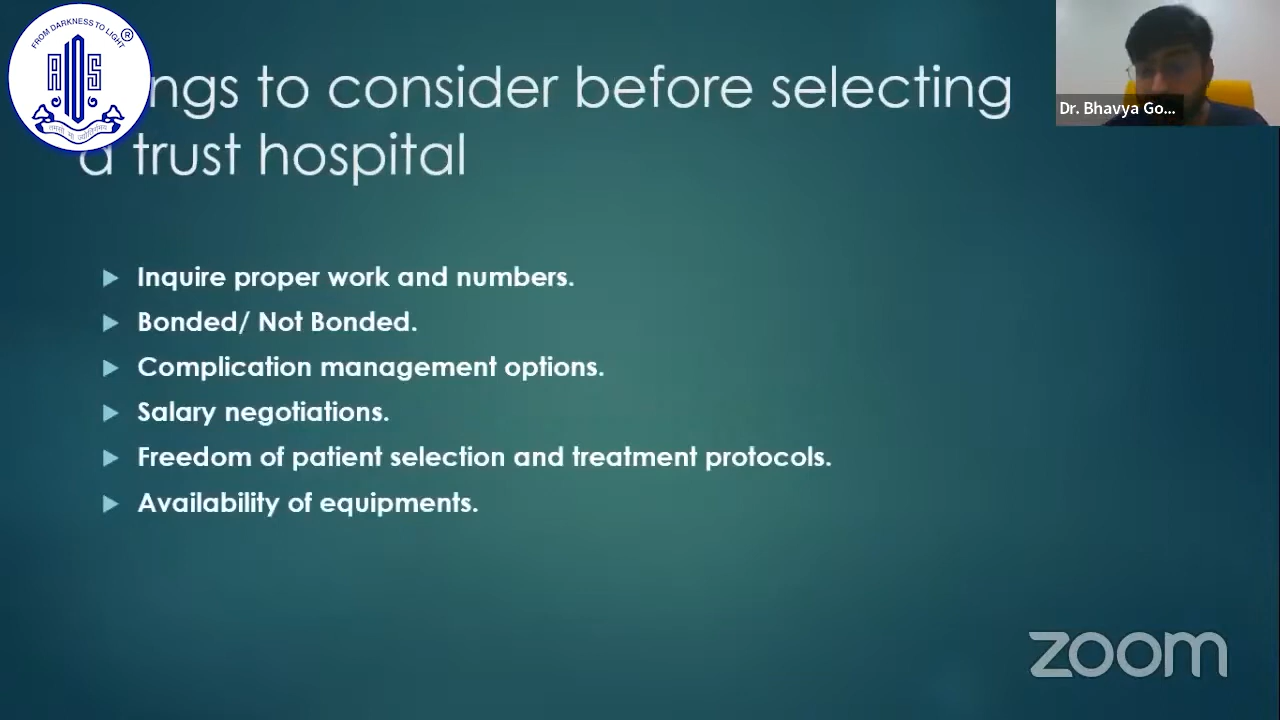 FROM DARKNESS TO LIGHT
®
AIOS
ngs to consider before selecting
a trust hospital
Dr. Bhavya Go...
Inquire proper work and numbers.
Bonded/ Not Bonded.
Complication management options.
Salary negotiations.
Freedom of patient selection and treatment protocols.
Availability of equipments.
zoom